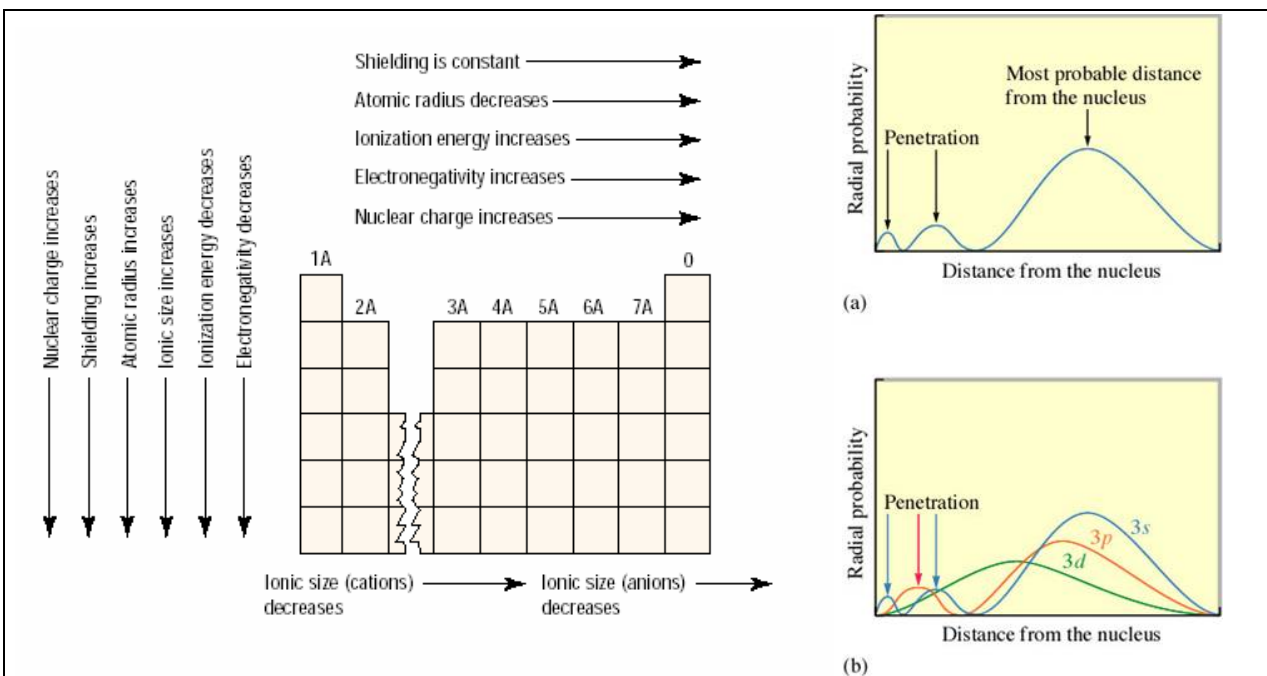 Shielding is constant
Atomic radius decreases
Ionization energy increases
Electronegativity increases
Nuclear charge increases
Nuclear charge increases
Shielding increases
Atomic radius increases
Ionic size increases
Ionization energy decreases
Electronegativity decreases
1A
0
2A
3A 4A 5A 6A 7A
Ionic size (cations)
decreases
Ionic size (anions)
decreases
Radial probability
Most probable distance
from the nucleus
Penetration
Distance from the nucleus
(a)
Radial probability
Penetration
3s
3p
3d
Distance from the nucleus
(b)